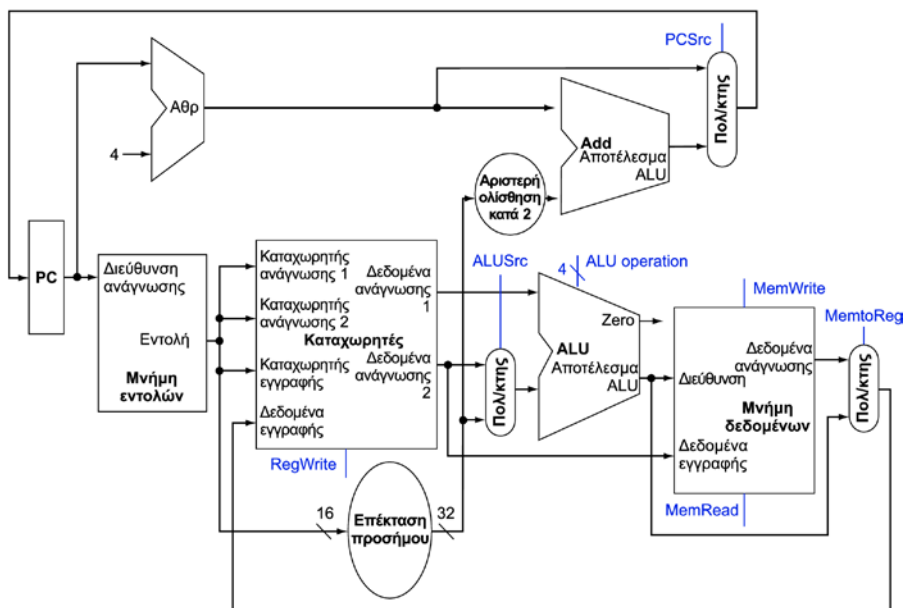 PCSrc
Αθρ
4
Πολ/κτης
Add
Αποτέλεσμα
ALU
Αριστερή
ολίσθηση
κατά 2
PC
Διεύθυνση
ανάγνωσης
Εντολή
Μνήμη
εντολών
Καταχωρητής
ανάγνωσης 1
Καταχωρητής
ανάγνωσης 2
Καταχωρητές
Καταχωρητής
εγγραφής
Δεδομένα
εγγραφής
Δεδομένα
ανάγνωσης
1
Δεδομένα
ανάγνωσης
2
RegWrite
16
Επέκταση
προσήμου
32
ALUSrc
Πολ/κτης
4
ALU operation
Zero
ALU
Αποτέλεσμα
ALU
MemWrite
Δεδομένα
ανάγνωσης
Διεύθυνση
Μνήμη
δεδομένων
Δεδομένα
εγγραφής
MemRead
MemtoReg
Πολ/κτης